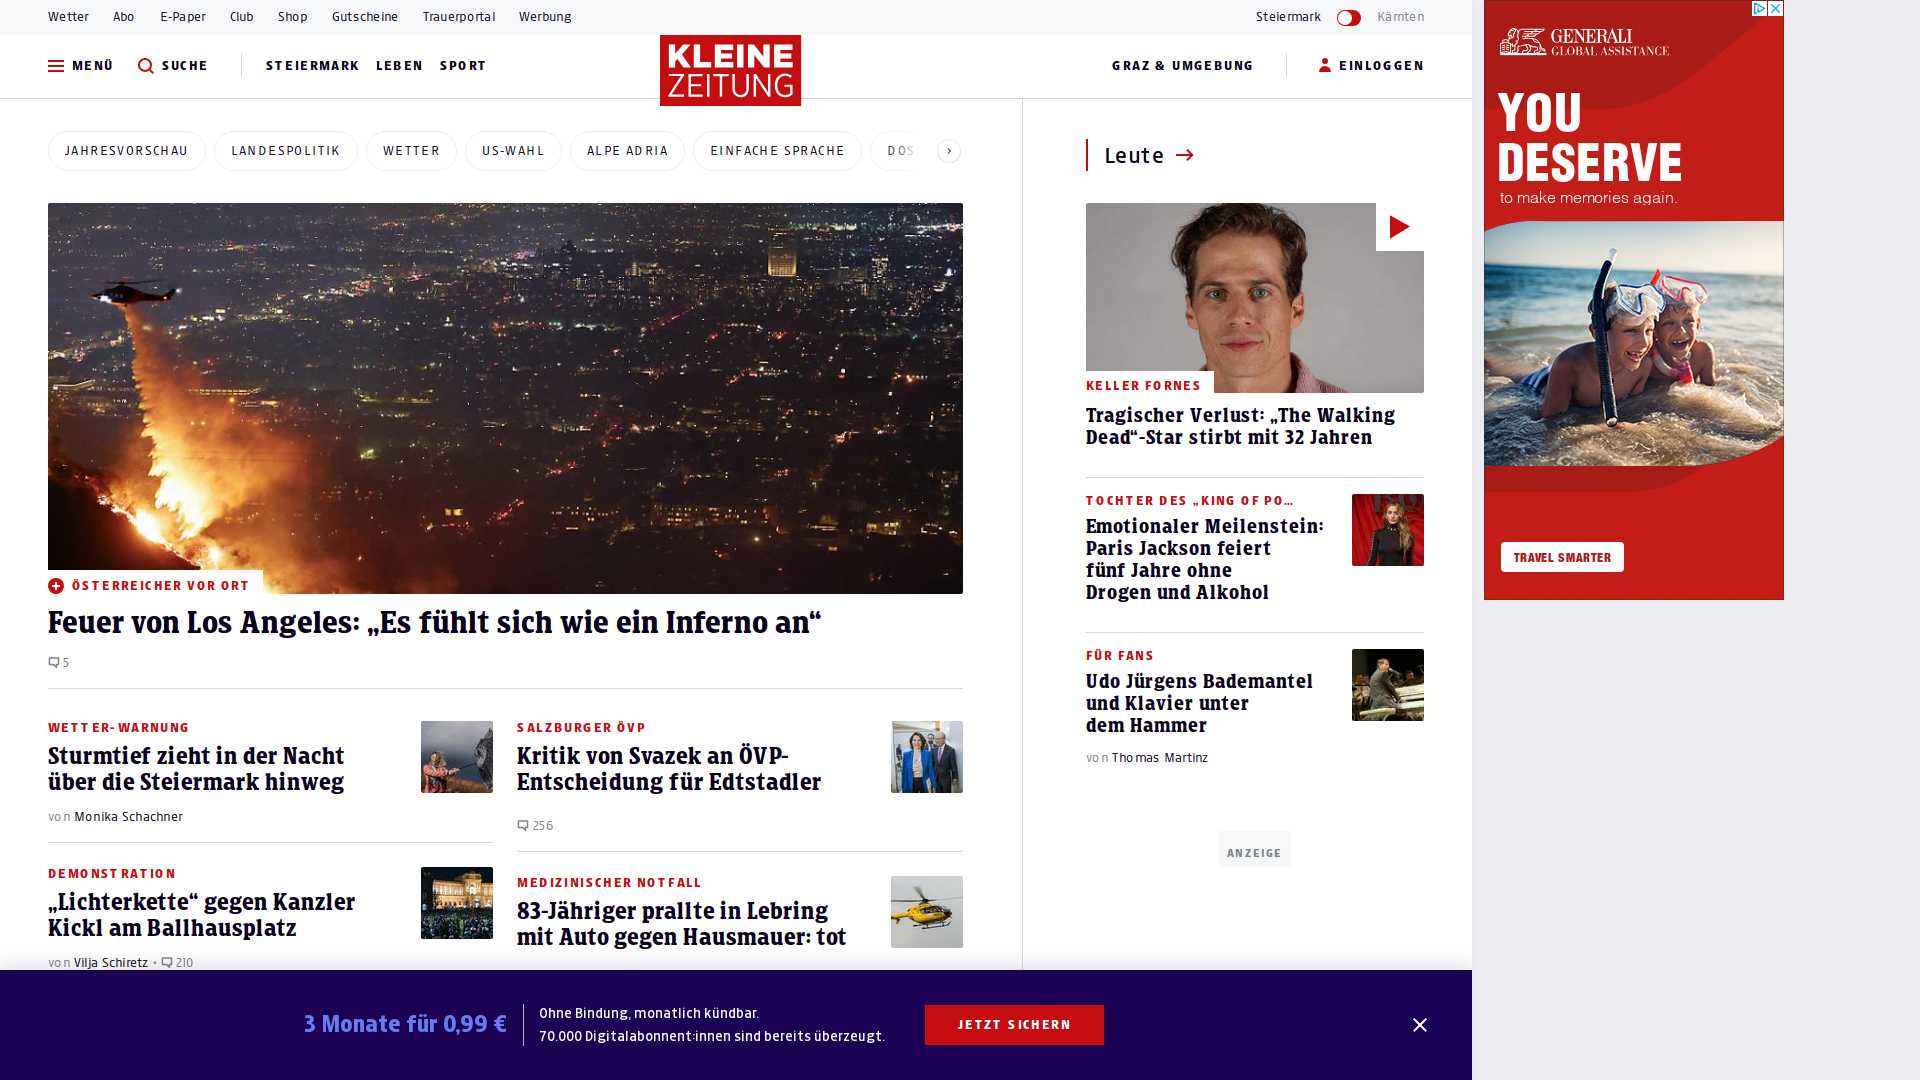 Wetter Abo E-Paper Club Shop Gutscheine Trauerportal Werbung Steiermark Kärnten
MENÜ SUCHE STEIERMARK LEBEN SPORT GRAZ & UMGEBUNG EINLOGGEN
KLEINE
ZEITUNG
JAHRESVORSCHAU LANDESPOLITIK WETTER US-WAHL ALPE ADRIA EINFACHE SPRACHE DOS
ÖSTERREICHER VOR ORT
Feuer von Los Angeles: „Es fühlt sich wie ein Inferno an“
5
WETTER-WARNUNG
Sturmtief zieht in der Nacht
über die Steiermark hinweg
von Monika Schachner
DEMONSTRATION
„Lichterkette“ gegen Kanzler
Kickl am Ballhausplatz
von Vilja Schiretz • 210
SALZBURGER ÖVP
Kritik von Svazek an ÖVP-
Entscheidung für Edtstadler
256
MEDIZINISCHER NOTFALL
83-Jähriger prallte in Lebring
mit Auto gegen Hausmauer: tot
Leute
KELLER FORNES
Tragischer Verlust: „The Walking
Dead“-Star stirbt mit 32 Jahren
TOCHTER DES „KING OF PO…
Emotionaler Meilenstein:
Paris Jackson feiert
fünf Jahre ohne
Drogen und Alkohol
FÜR FANS
Udo Jürgens Bademantel
und Klavier unter
dem Hammer
von Thomas Martinz
ANZEIGE
GENERALI
GLOBAL ASSISTANCE
YOU
DESERVE
to make memories again.
TRAVEL SMARTER
3 Monate für 0,99 €
Ohne Bindung, monatlich kündbar.
70.000 Digitalabonnent:innen sind bereits überzeugt.
JETZT SICHERN